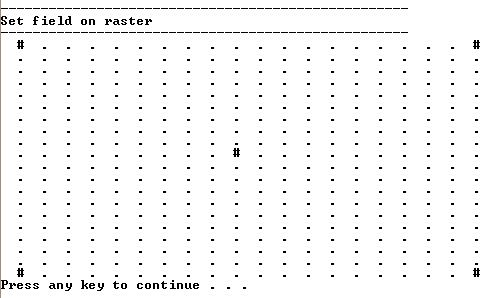 ---------------------------------------------------
Set field on raster
---------------------------------------------------
  #  .  .  .  .  .  .  .  .  .  .  .  .  .  .  .  .  .  .  #
  .  .  .  .  .  .  .  .  .  .  .  .  .  .  .  .  .  .  .  .
  .  .  .  .  .  .  .  .  .  .  .  .  .  .  .  .  .  .  .  .
  .  .  .  .  .  .  .  .  .  .  .  .  .  .  .  .  .  .  .  .
  .  .  .  .  .  .  .  .  .  .  .  .  .  .  .  .  .  .  .  .
  .  .  .  .  .  .  .  .  .  .  .  .  .  .  .  .  .  .  .  .
  .  .  .  .  .  .  .  .  .  .  .  .  .  .  .  .  .  .  .  .
  .  .  .  .  .  .  .  .  .  .  .  .  .  .  .  .  .  .  .  .
  .  .  .  .  .  .  .  .  .  .  .  .  .  .  .  .  .  .  .  .
  .  .  .  .  .  .  .  .  .  #  .  .  .  .  .  .  .  .  .  .
  .  .  .  .  .  .  .  .  .  .  .  .  .  .  .  .  .  .  .  .
  .  .  .  .  .  .  .  .  .  .  .  .  .  .  .  .  .  .  .  .
  .  .  .  .  .  .  .  .  .  .  .  .  .  .  .  .  .  .  .  .
  .  .  .  .  .  .  .  .  .  .  .  .  .  .  .  .  .  .  .  .
  .  .  .  .  .  .  .  .  .  .  .  .  .  .  .  .  .  .  .  .
  .  .  .  .  .  .  .  .  .  .  .  .  .  .  .  .  .  .  .  .
  .  .  .  .  .  .  .  .  .  .  .  .  .  .  .  .  .  .  .  .
  .  .  .  .  .  .  .  .  .  .  .  .  .  .  .  .  .  .  .  .
  .  .  .  .  .  .  .  .  .  .  .  .  .  .  .  .  .  .  .  .
  #  .  .  .  .  .  .  .  .  .  .  .  .  .  .  .  .  .  .  #
Press any key to continue . . .